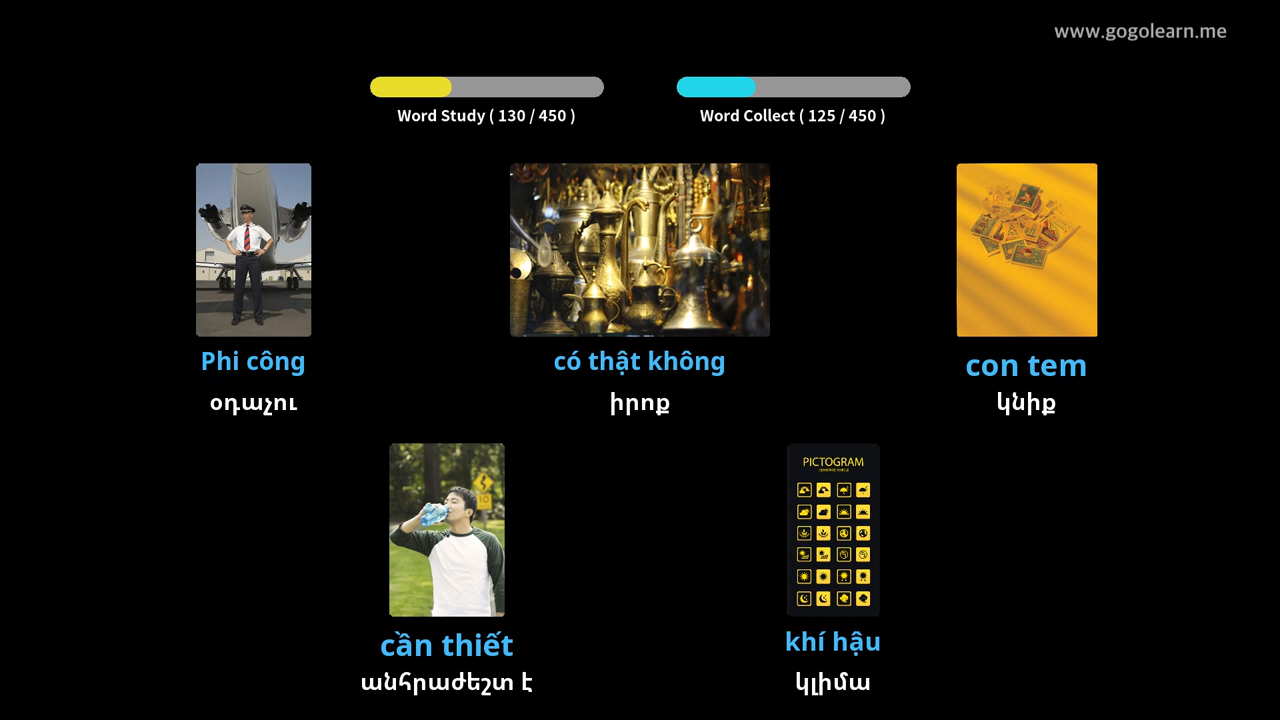 www.gogolearn.me
Word Study ( 130 / 450 )
Word Collect ( 125 / 450 )
Phi công
օդաչու
có thật không
իրոք
con tem
կնիք
PICTOGRAM
cần thiết
անհրաժեշտ է
khí hậu
կլիմա